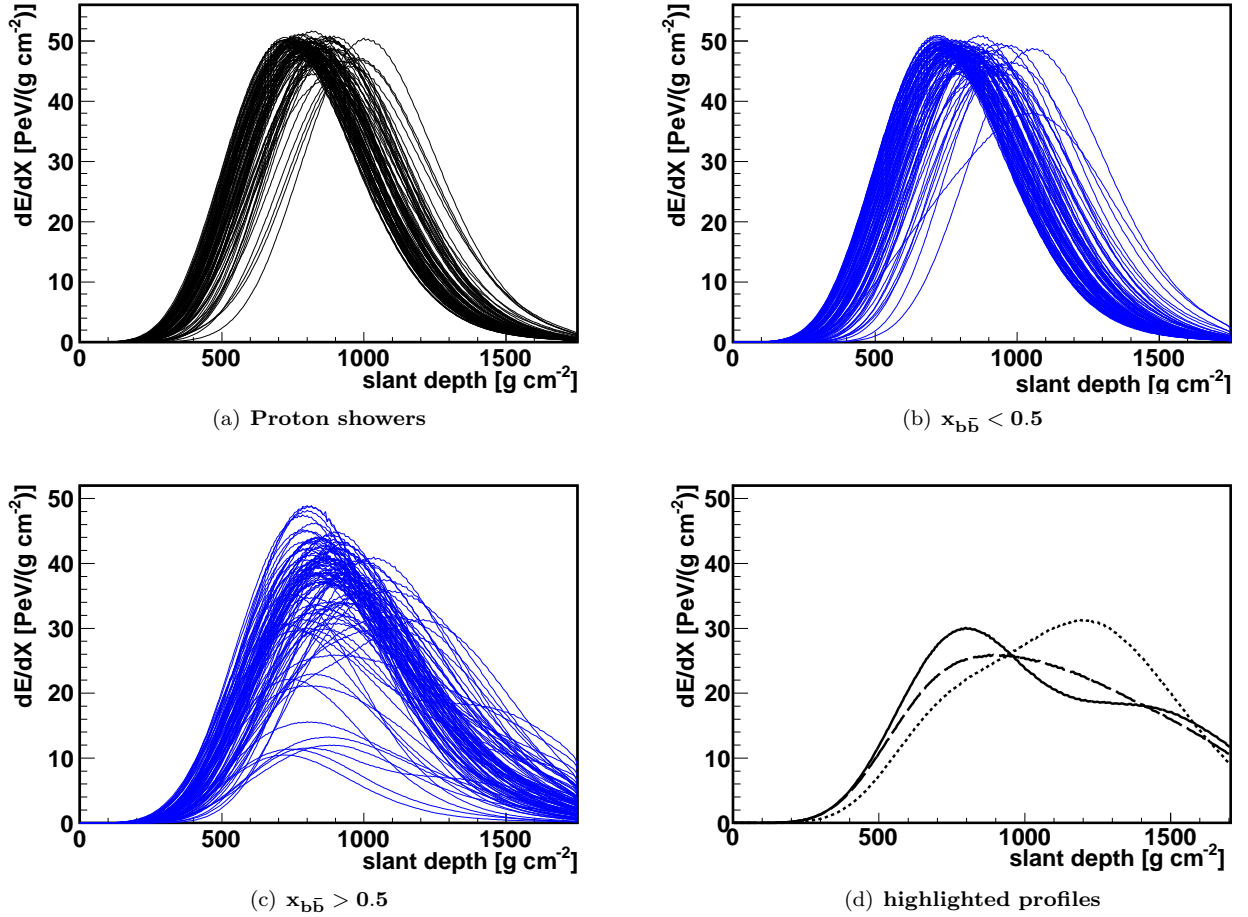 dE/dX [PeV/(g cm⁻²)]
50
40
30
20
10
0
0 500 1000 1500
slant depth [g cm⁻²]
(a) Proton showers
dE/dX [PeV/(g cm⁻²)]
50
40
30
20
10
0
0 500 1000 1500
slant depth [g cm⁻²]
(b) x_{bb̄} < 0.5
dE/dX [PeV/(g cm⁻²)]
50
40
30
20
10
0
0 500 1000 1500
slant depth [g cm⁻²]
(c) x_{bb̄} > 0.5
dE/dX [PeV/(g cm⁻²)]
50
40
30
20
10
0
0 500 1000 1500
slant depth [g cm⁻²]
(d) highlighted profiles